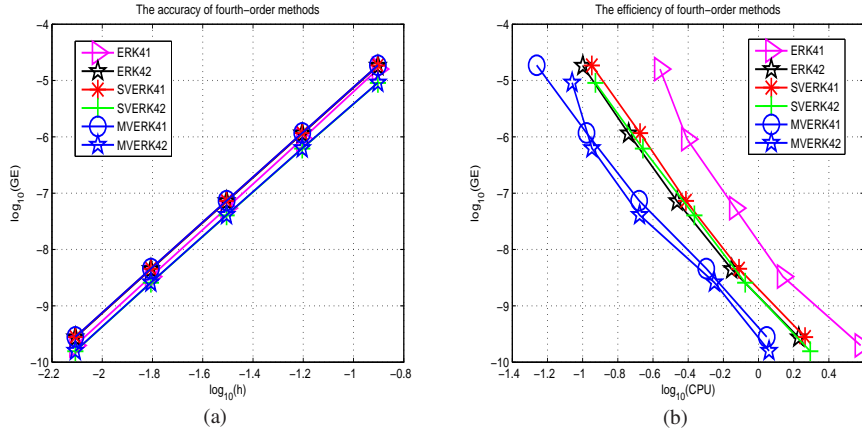 The accuracy of fourth-order methods
−4
−5
−6
−7
−8
−9
−10
log10(GE)
ERK41
ERK42
SVERK41
SVERK42
MVERK41
MVERK42
−2.2 −2 −1.8 −1.6 −1.4 −1.2 −1 −0.8
log10(h)
(a)
The efficiency of fourth-order methods
−4
−5
−6
−7
−8
−9
−10
log10(GE)
ERK41
ERK42
SVERK41
SVERK42
MVERK41
MVERK42
−1.4 −1.2 −1 −0.8 −0.6 −0.4 −0.2 0 0.2 0.4
log10(CPU)
(b)